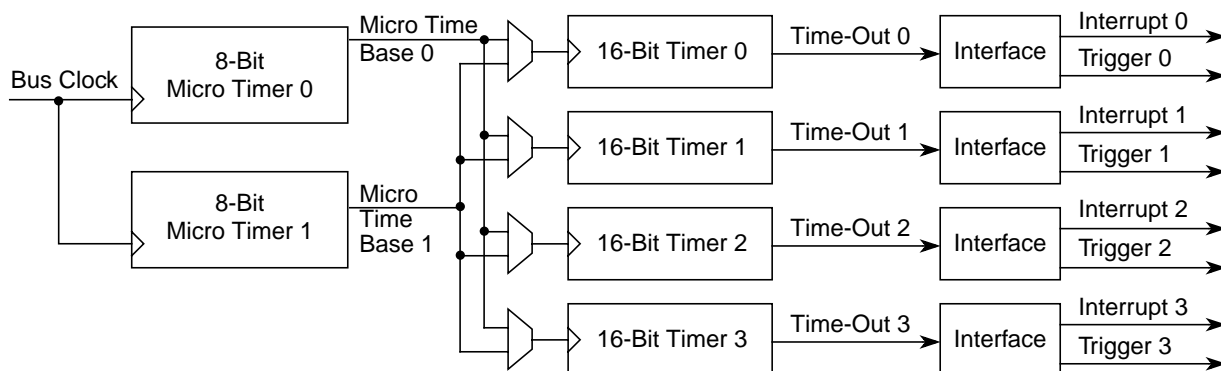 Bus Clock
8-Bit
Micro Timer 0
Micro Time
Base 0
8-Bit
Micro Timer 1
Micro
Time
Base 1
16-Bit Timer 0
Time-Out 0
Interface
Interrupt 0
Trigger 0
16-Bit Timer 1
Time-Out 1
Interface
Interrupt 1
Trigger 1
16-Bit Timer 2
Time-Out 2
Interface
Interrupt 2
Trigger 2
16-Bit Timer 3
Time-Out 3
Interface
Interrupt 3
Trigger 3